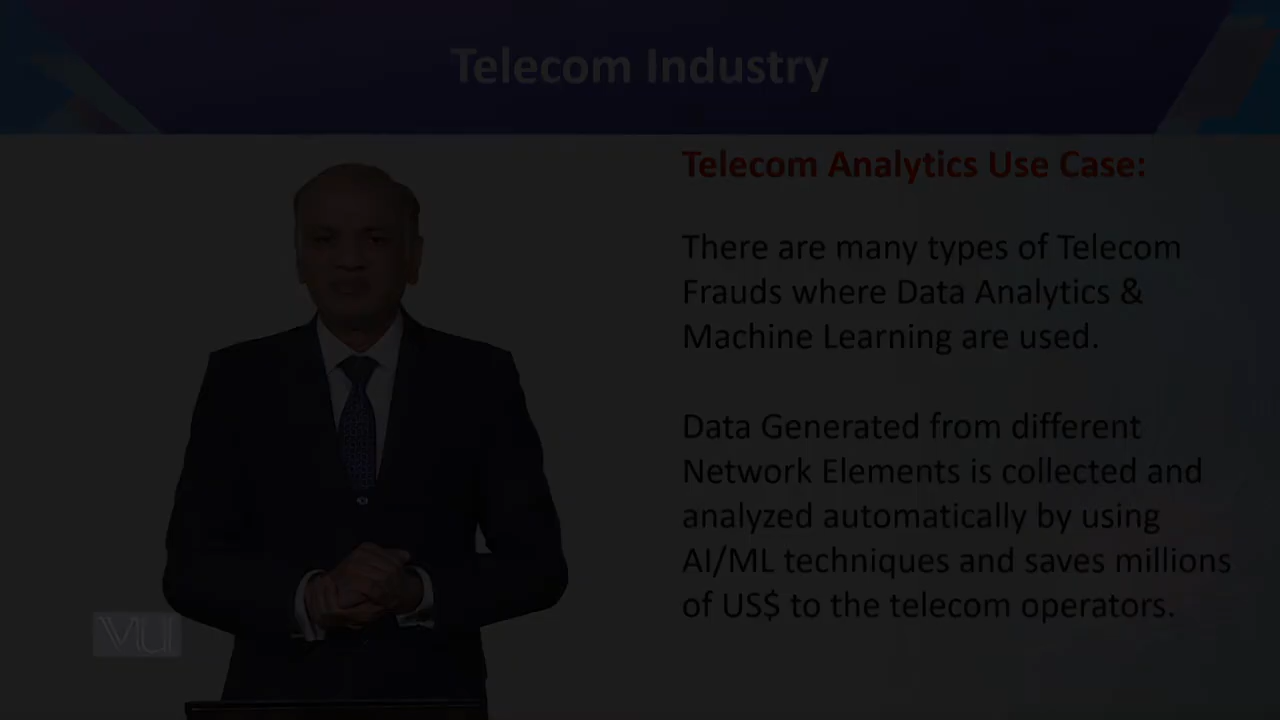 Telecom Industry
Telecom Analytics Use Case:
There are many types of Telecom
Frauds where Data Analytics &
Machine Learning are used.
Data Generated from different
Network Elements is collected and
analyzed automatically by using
AI/ML techniques and saves millions
of US$ to the telecom operators.
VU